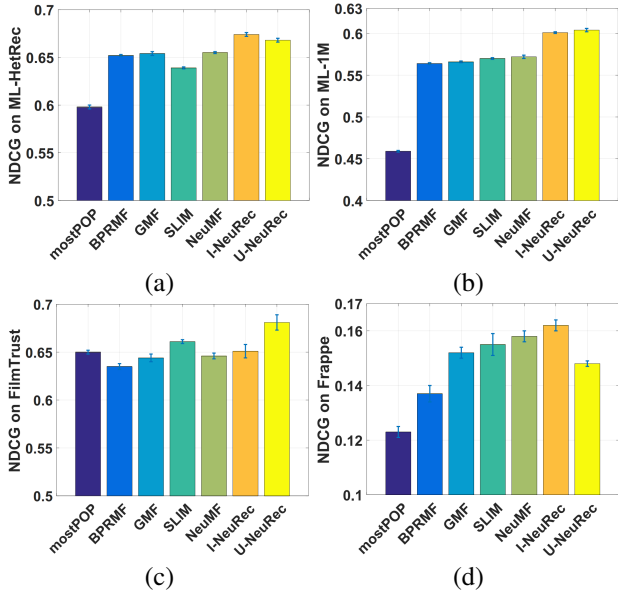 0.7
0.65
0.6
0.55
0.5
NDCG on ML-HetRec
mostPOP
BPRMF
GMF
SLIM
NeuMF
I-NeuRec
U-NeuRec
(a)
0.63
0.6
0.55
0.5
0.45
0.4
NDCG on ML-1M
mostPOP
BPRMF
GMF
SLIM
NeuMF
I-NeuRec
U-NeuRec
(b)
0.7
0.65
0.6
0.55
0.5
NDCG on FilmTrust
mostPOP
BPRMF
GMF
SLIM
NeuMF
I-NeuRec
U-NeuRec
(c)
0.17
0.16
0.14
0.12
0.1
NDCG on Frappe
mostPOP
BPRMF
GMF
SLIM
NeuMF
I-NeuRec
U-NeuRec
(d)